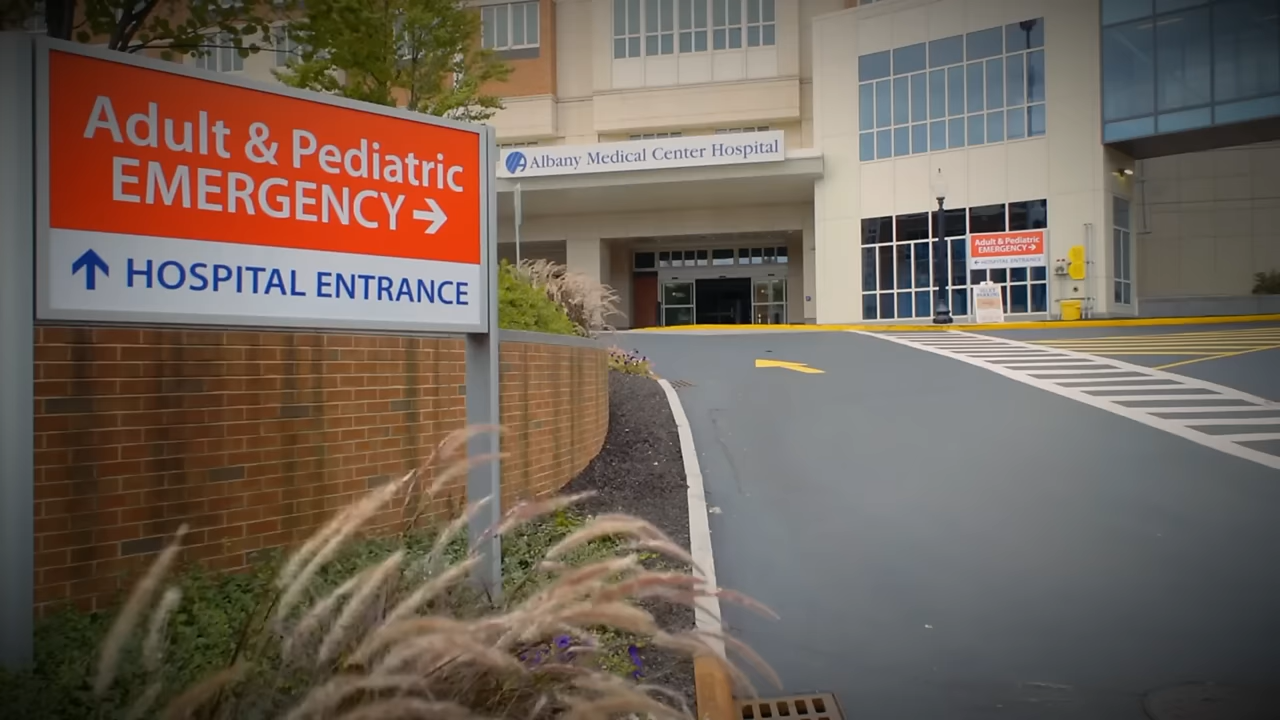 Adult & Pediatric
EMERGENCY →
↑ HOSPITAL ENTRANCE
Albany Medical Center Hospital
Adult & Pediatric
EMERGENCY →
← HOSPITAL ENTRANCE